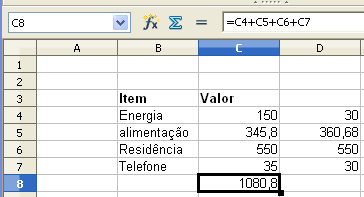 C8 =C4+C5+C6+C7
A B C D
1
2
3 Item Valor
4 Energia 150 30
5 alimentação 345,8 360,68
6 Residência 550 550
7 Telefone 35 30
8 1080,8